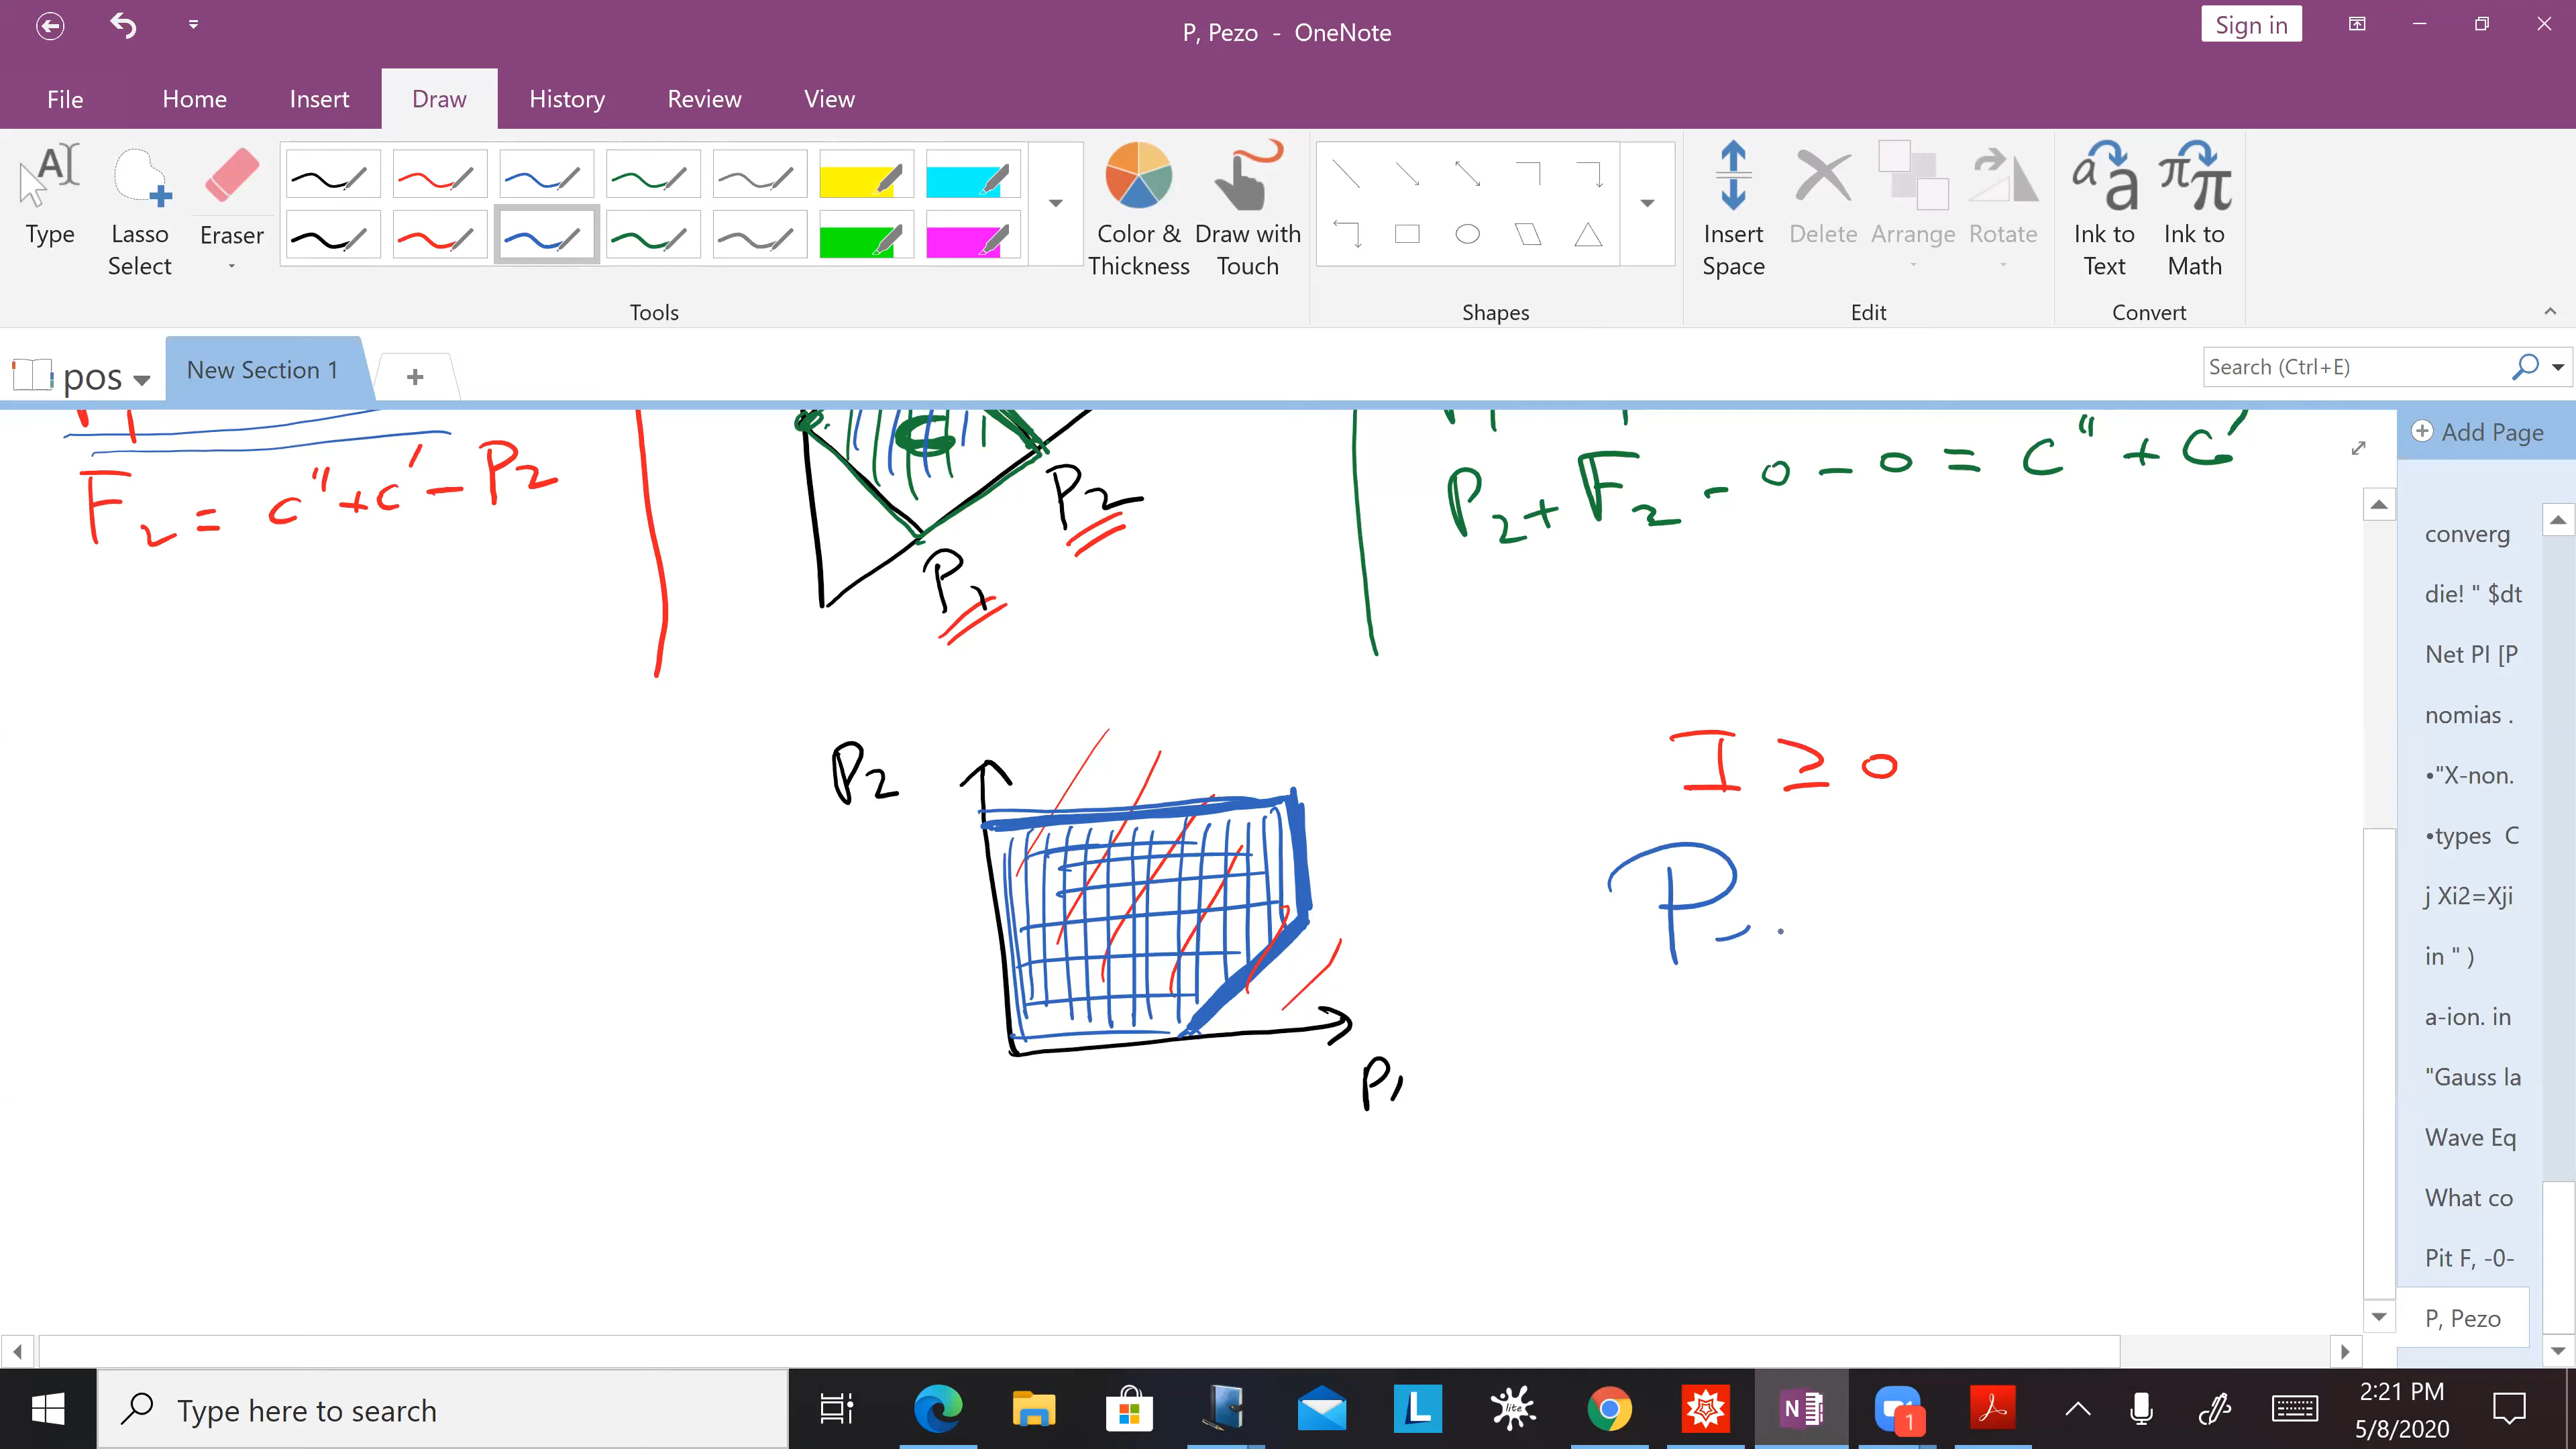 P, Pezo - OneNote
Sign in
File Home Insert Draw History Review View
Type
Lasso Select
Eraser
Color & Thickness
Draw with Touch
Insert Space
Delete
Arrange
Rotate
Ink to Text
Ink to Math
Tools
Shapes
Edit
Convert
pos
New Section 1
Search (Ctrl+E)
Add Page
converg
die! " $dt
Net PI [P
nomias .
•"X-non.
•types C
j Xi2=Xji
in " )
a-ion. in
"Gauss la
Wave Eq
What co
Pit F, -0-
P, Pezo
F2 = c"+c' - P2
P2
P1
P2 + F2 - 0 - 0 = c" + c'
P2
P1
I ≥ 0
P
Type here to search
L
lite
N
1
2:21 PM
5/8/2020